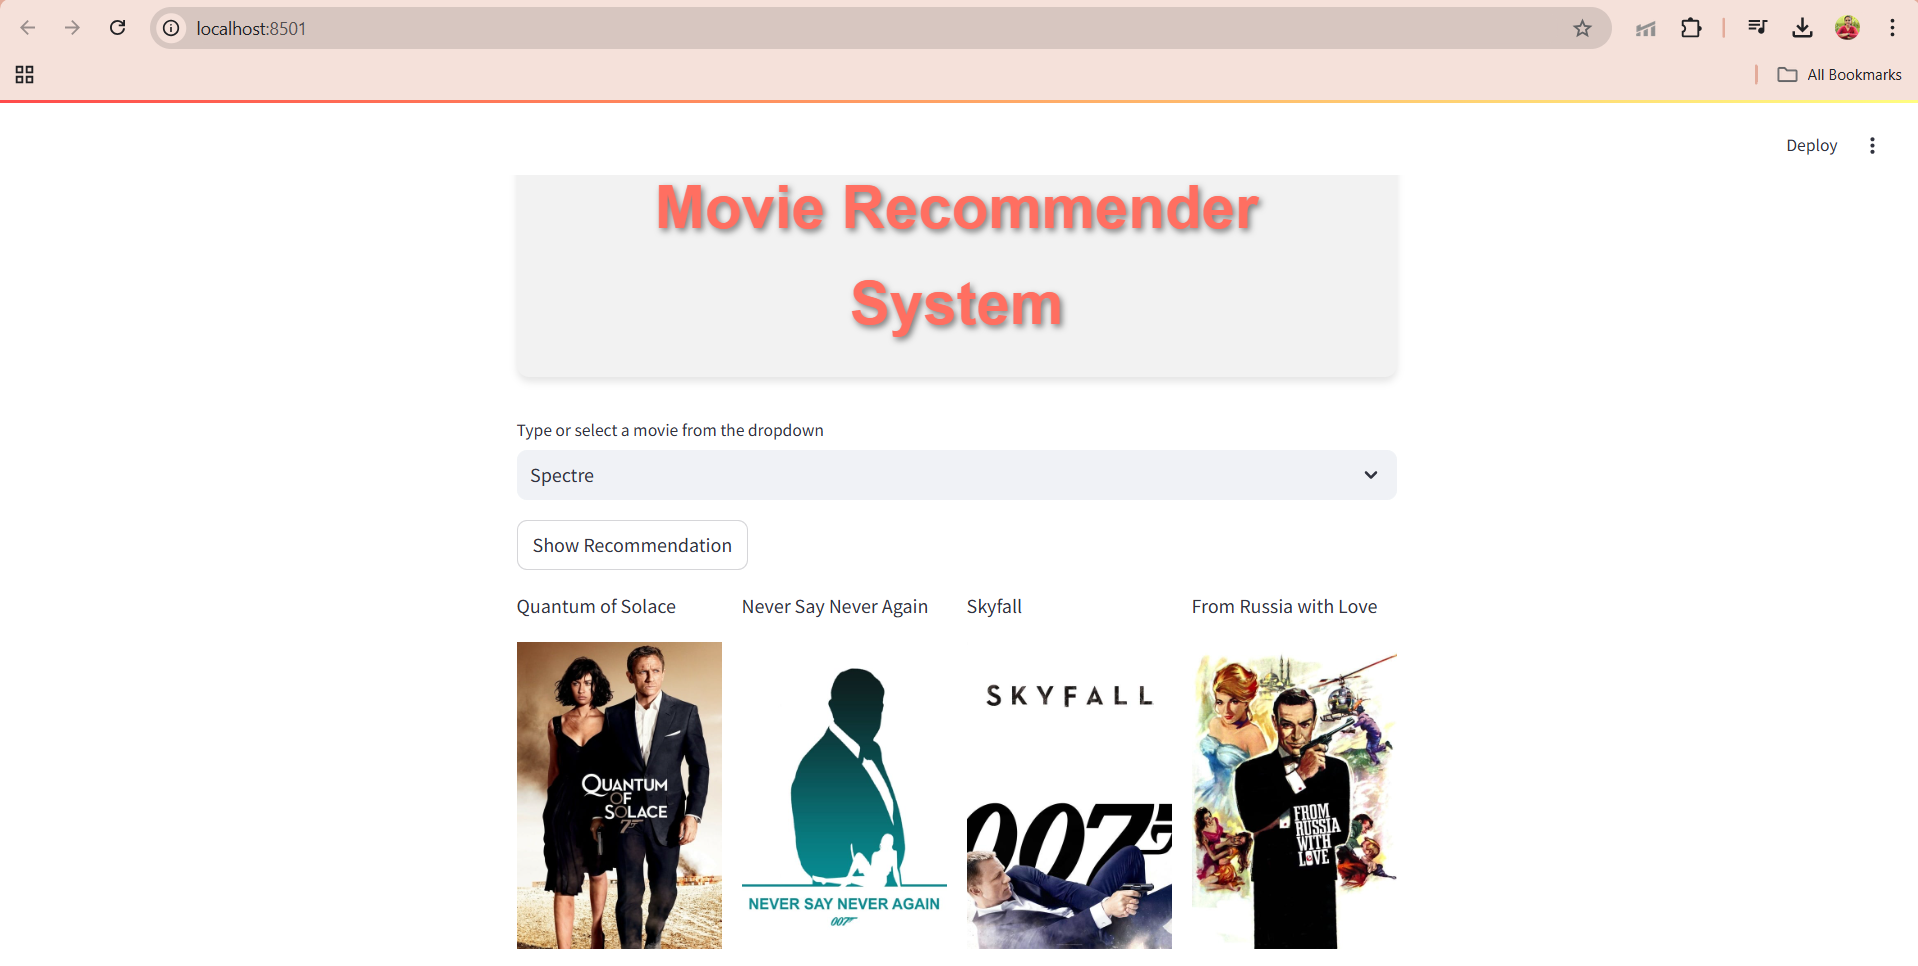 localhost:8501
All Bookmarks
Deploy
Movie Recommender
System
Type or select a movie from the dropdown
Spectre
Show Recommendation
Quantum of Solace
Never Say Never Again
Skyfall
From Russia with Love
QUANTUM
OF
SOLACE
007
NEVER SAY NEVER AGAIN
007
SKYFALL
007
FROM
RUSSIA
WITH
LOVE